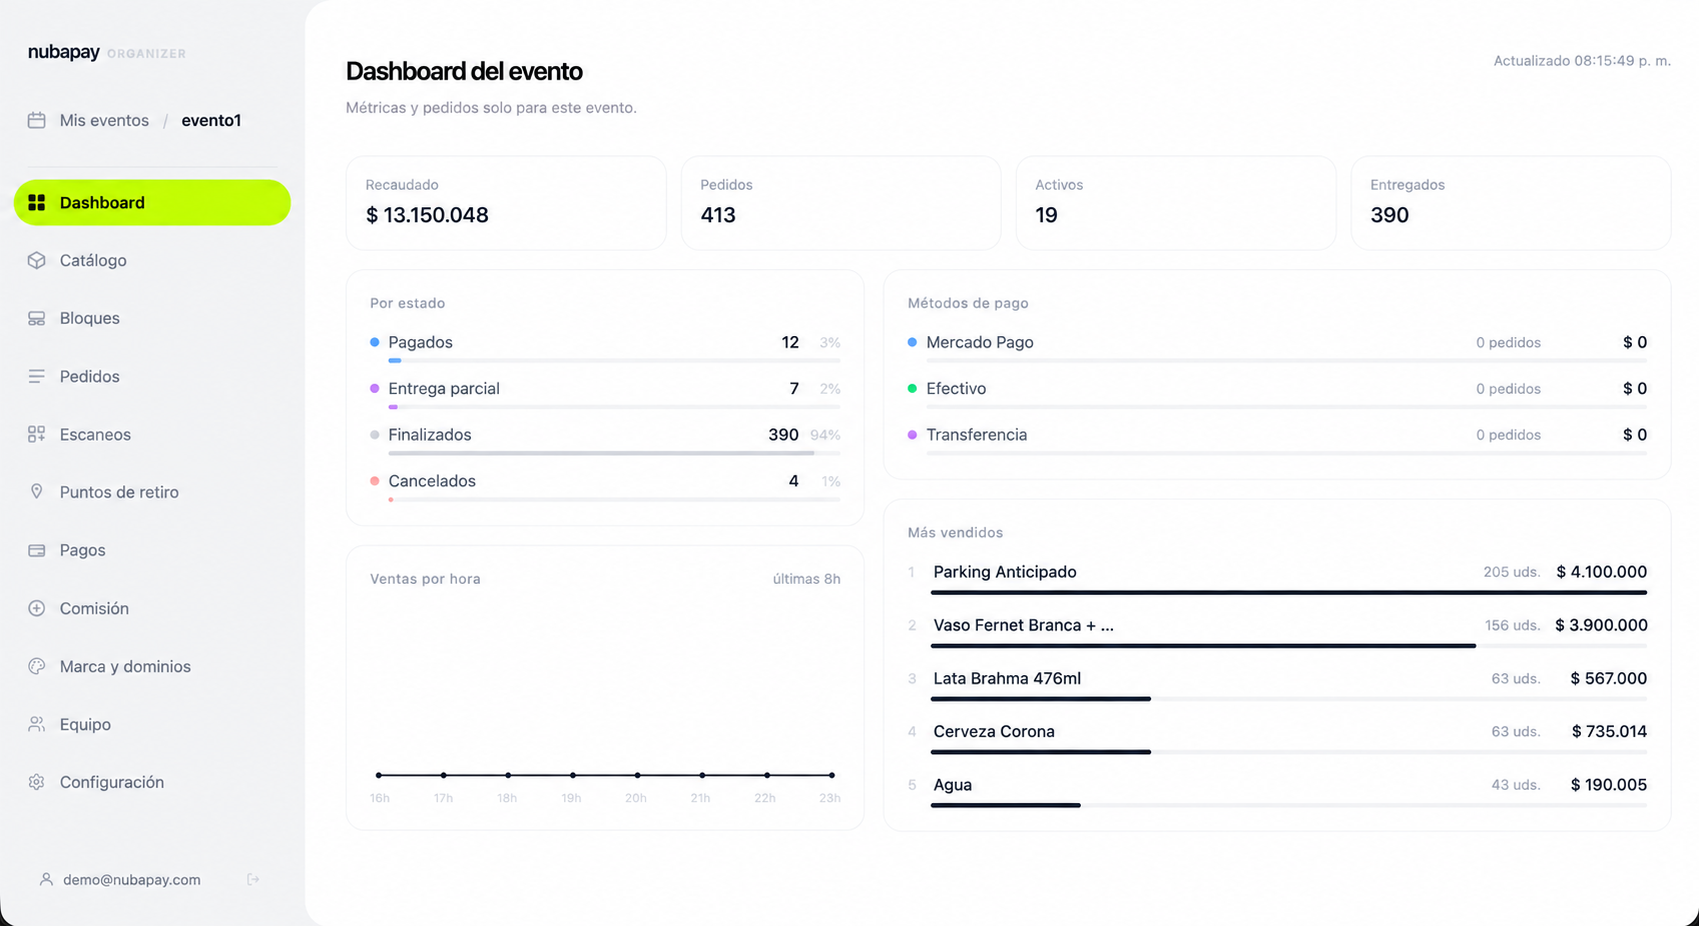 nubapay ORGANIZER
Mis eventos / evento1
Dashboard
Catálogo
Bloques
Pedidos
Escaneos
Puntos de retiro
Pagos
Comisión
Marca y dominios
Equipo
Configuración
demo@nubapay.com
Dashboard del evento
Métricas y pedidos solo para este evento.
Actualizado 08:15:49 p. m.
Recaudado
$ 13.150.048
Pedidos
413
Activos
19
Entregados
390
Por estado
Pagados 12 3%
Entrega parcial 7 2%
Finalizados 390 94%
Cancelados 4 1%
Ventas por hora últimas 8h
16h 17h 18h 19h 20h 21h 22h 23h
Métodos de pago
Mercado Pago 0 pedidos $ 0
Efectivo 0 pedidos $ 0
Transferencia 0 pedidos $ 0
Más vendidos
1 Parking Anticipado 205 uds. $ 4.100.000
2 Vaso Fernet Branca + ... 156 uds. $ 3.900.000
3 Lata Brahma 476ml 63 uds. $ 567.000
4 Cerveza Corona 63 uds. $ 735.014
5 Agua 43 uds. $ 190.005